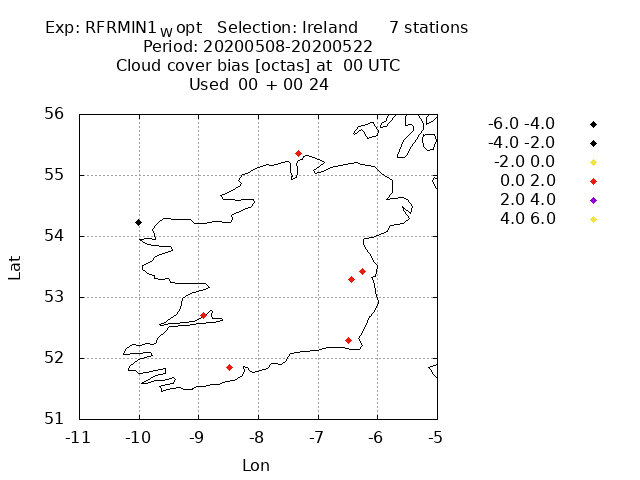 Exp: RFRMIN1 W opt   Selection: Ireland      7 stations
Period: 20200508-20200522
Cloud cover bias [octas] at  00 UTC
Used  00  + 00 24
-6.0 -4.0
-4.0 -2.0
-2.0 0.0
0.0 2.0
2.0 4.0
4.0 6.0
56
55
54
53
52
51
Lat
-11 -10 -9 -8 -7 -6 -5
Lon